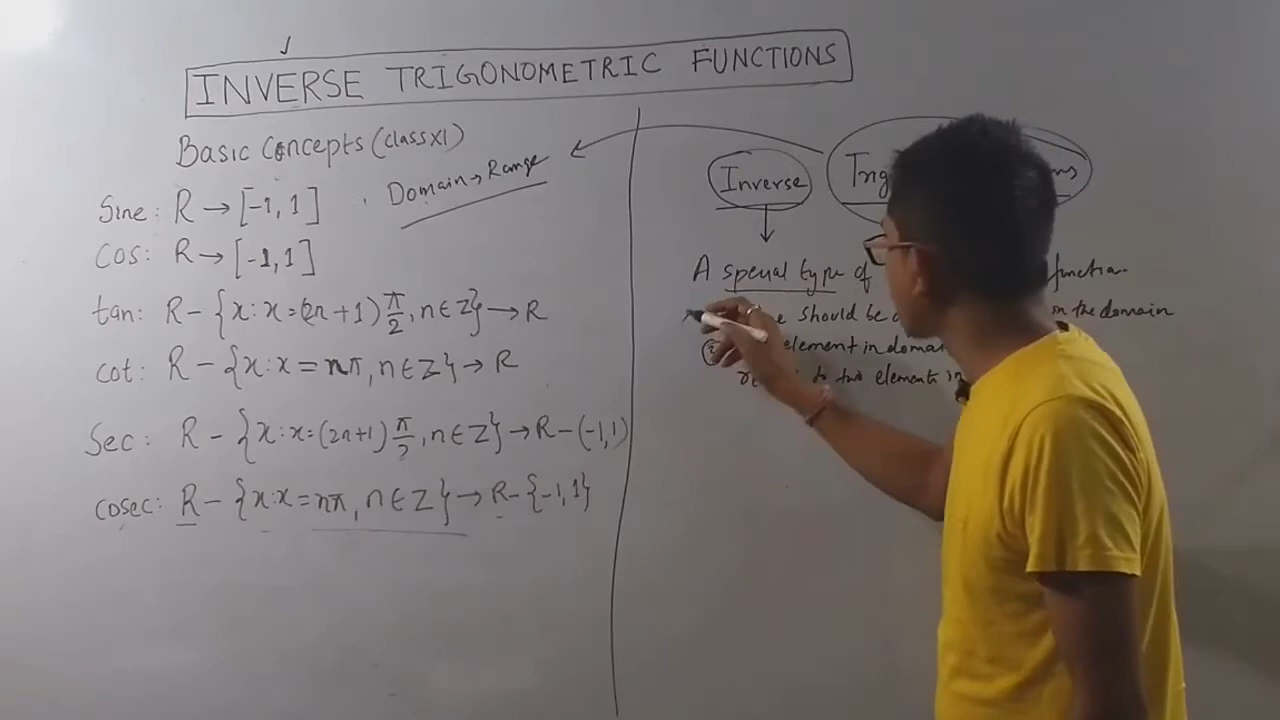 INVERSE TRIGONOMETRIC FUNCTIONS
Basic Concepts (class XI)
Sine: R → [-1, 1] , Domain → Range
COS: R → [-1, 1]
tan: R - {x: x = (2n+1) π/2, n ∈ Z} → R
cot: R - {x: x = nπ, n ∈ Z} → R
Sec: R - {x: x = (2n+1) π/2, n ∈ Z} → R - (-1, 1)
cosec: R - {x: x = nπ, n ∈ Z} → R - {-1, 1}
Inverse
A special type of
should be the domain
element in
to two elements in